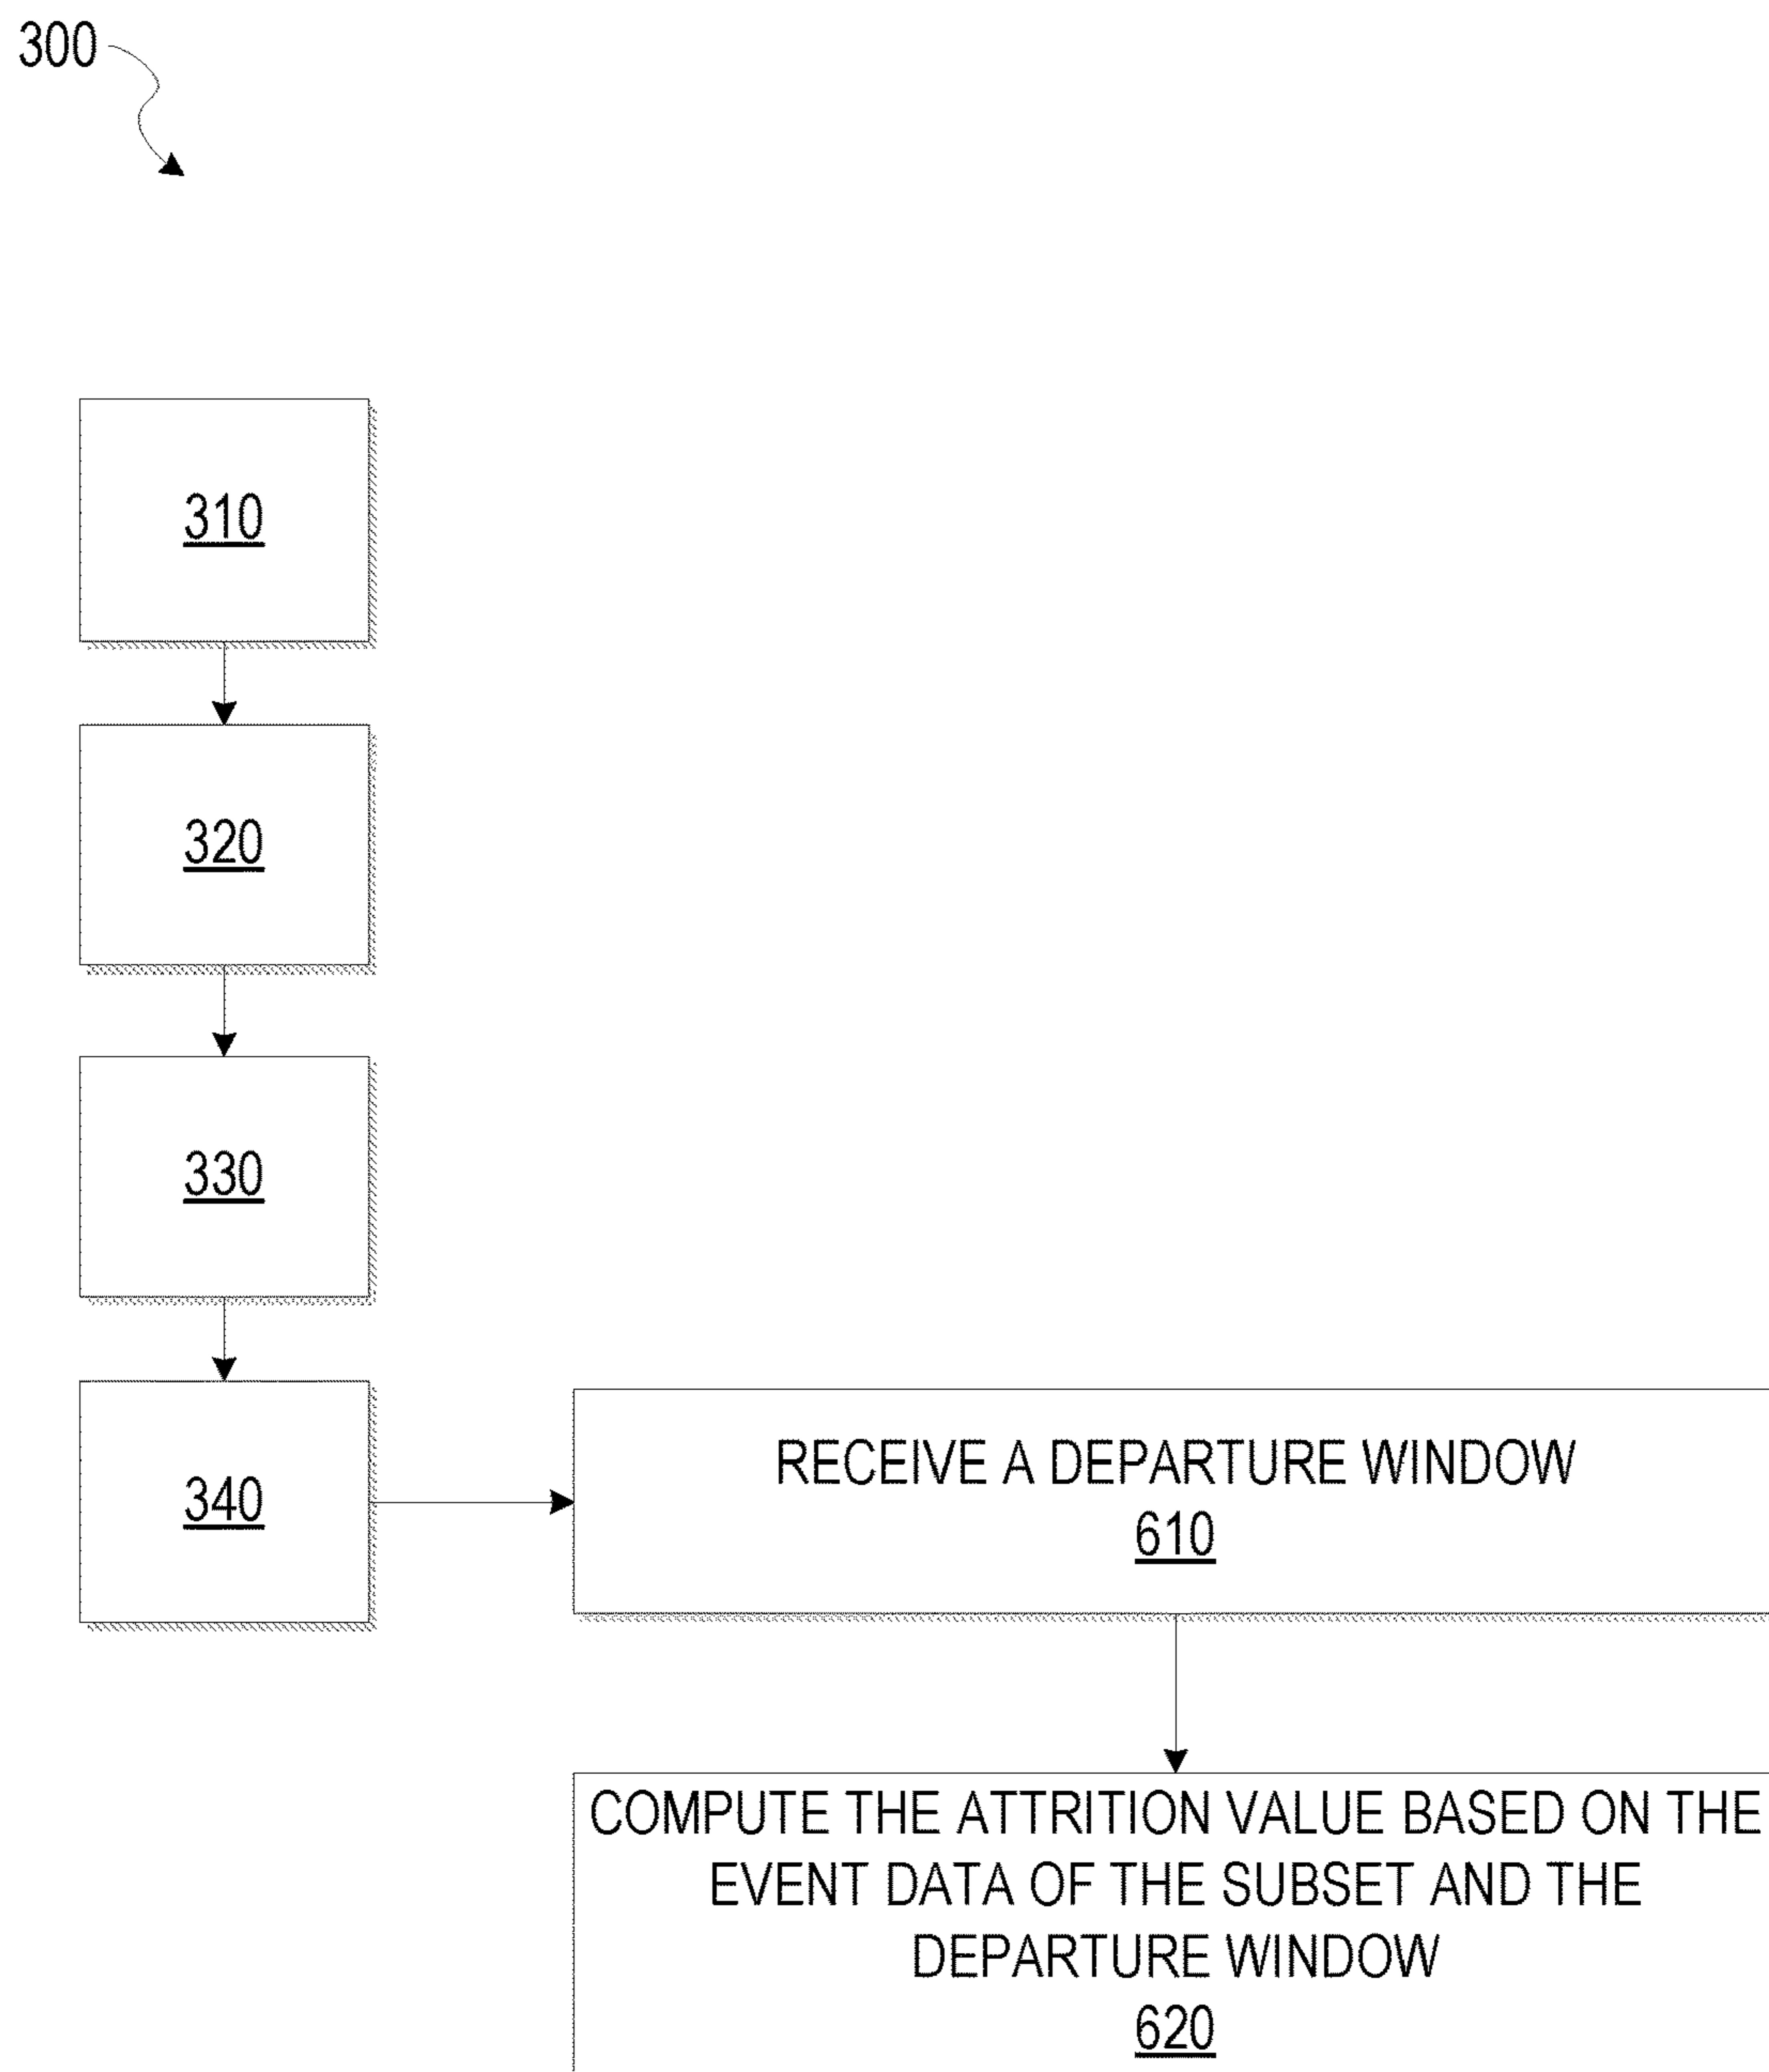 300
310
320
330
340
RECEIVE A DEPARTURE WINDOW
610
COMPUTE THE ATTRITION VALUE BASED ON THE
EVENT DATA OF THE SUBSET AND THE
DEPARTURE WINDOW
620